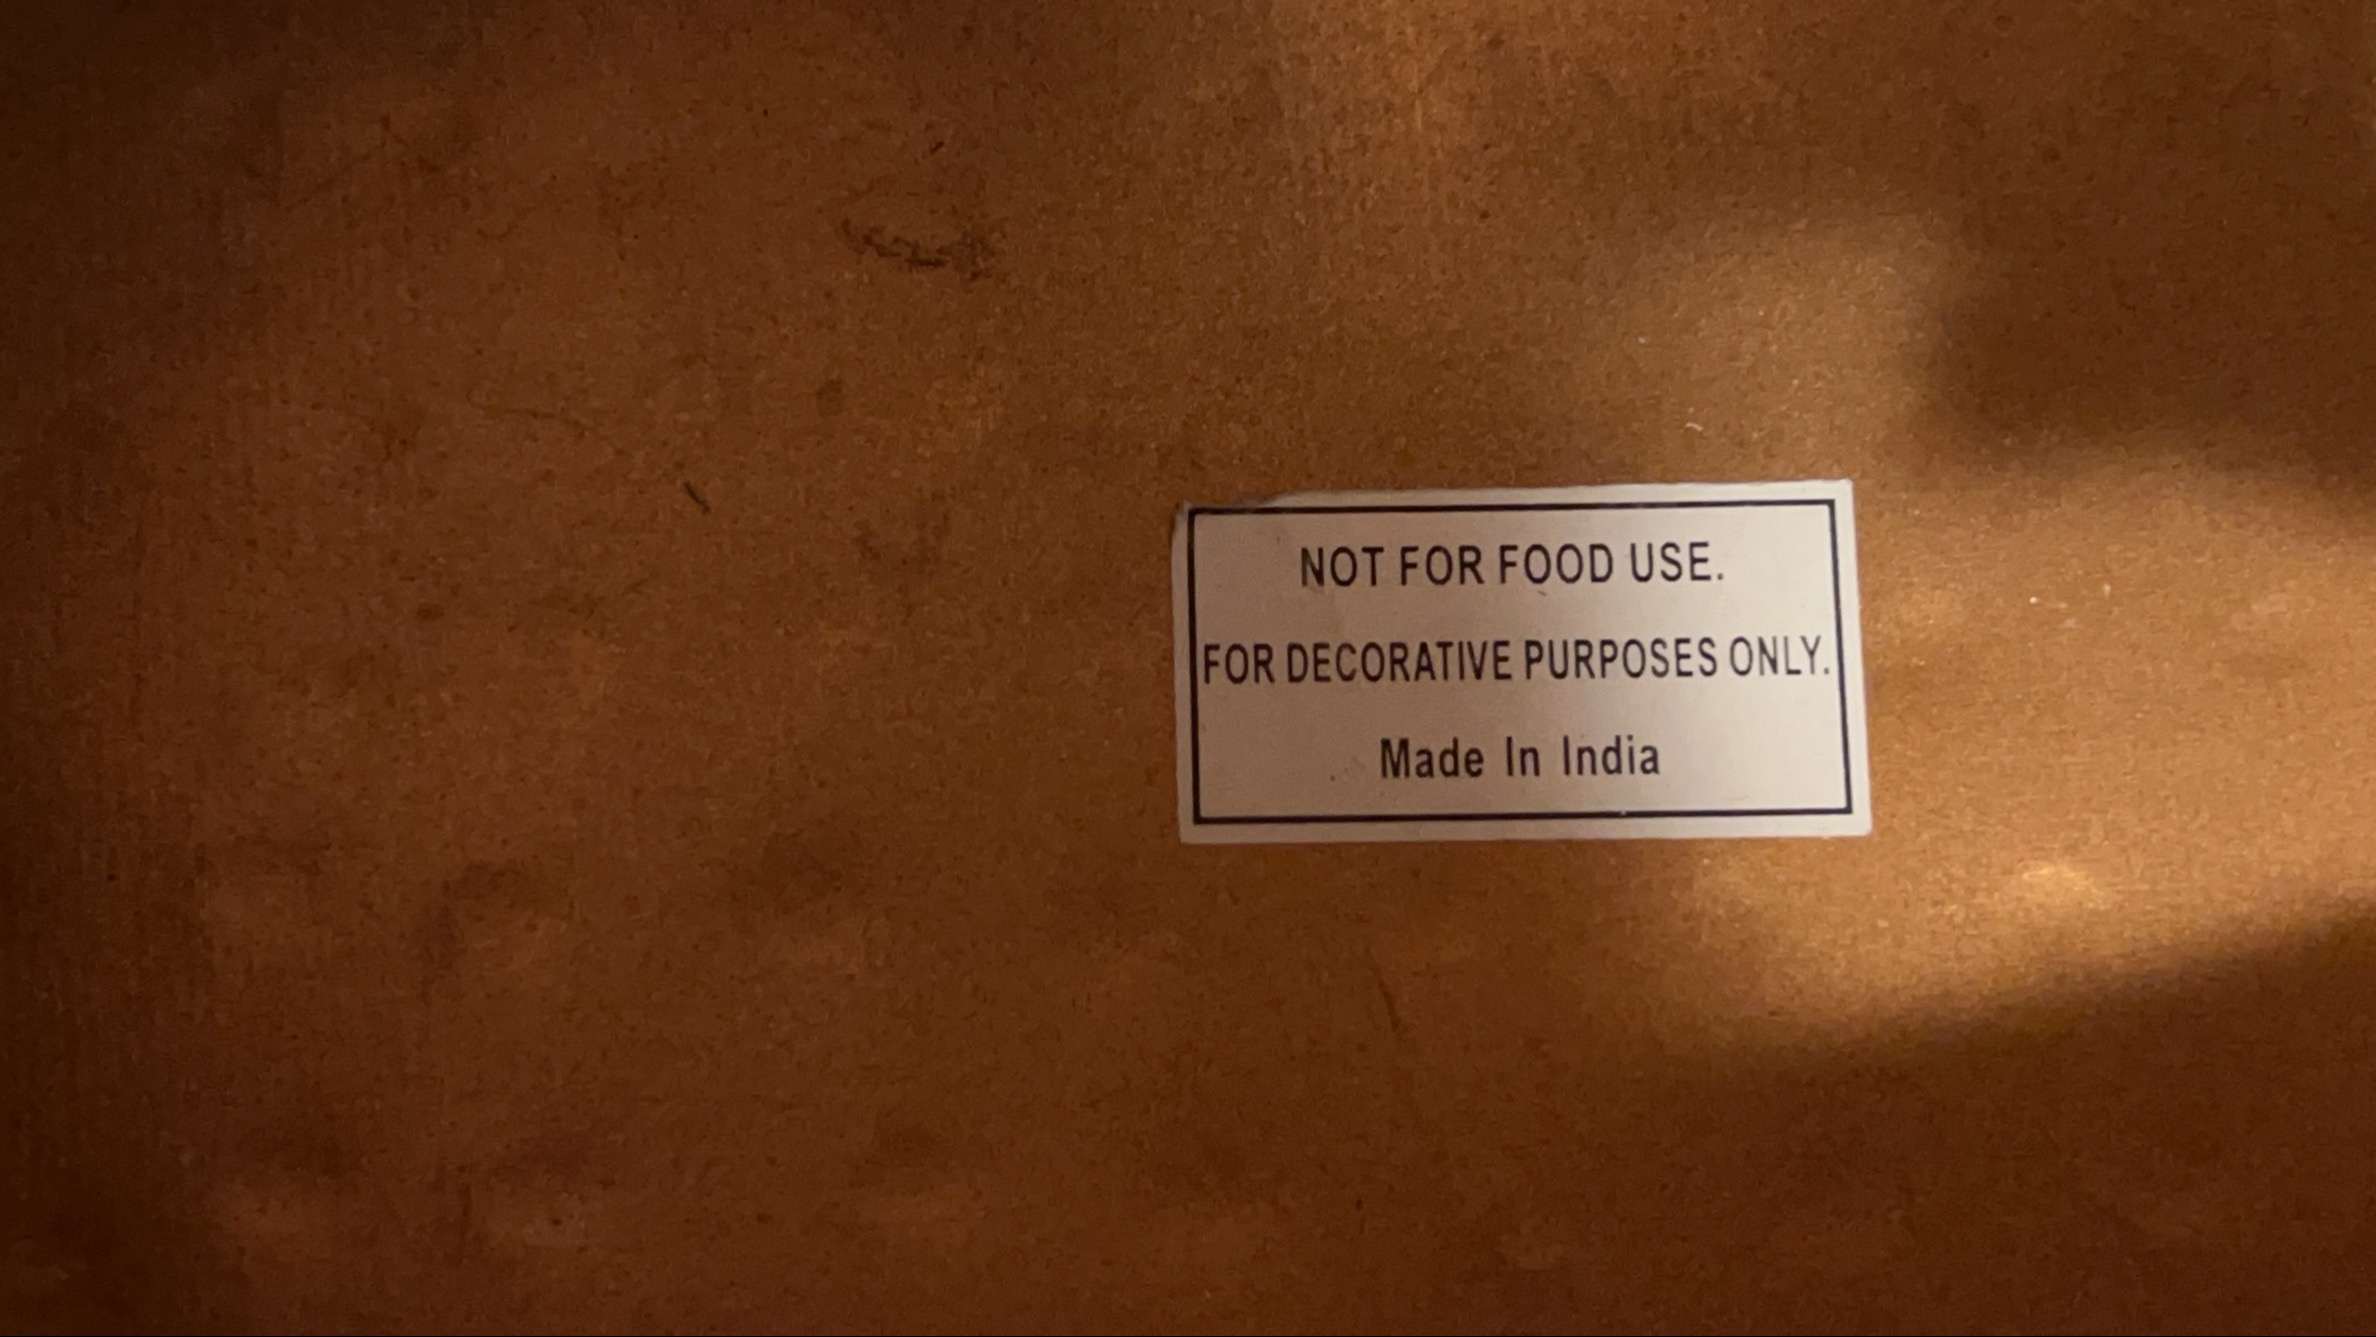 NOT FOR FOOD USE.
FOR DECORATIVE PURPOSES ONLY.
Made In India